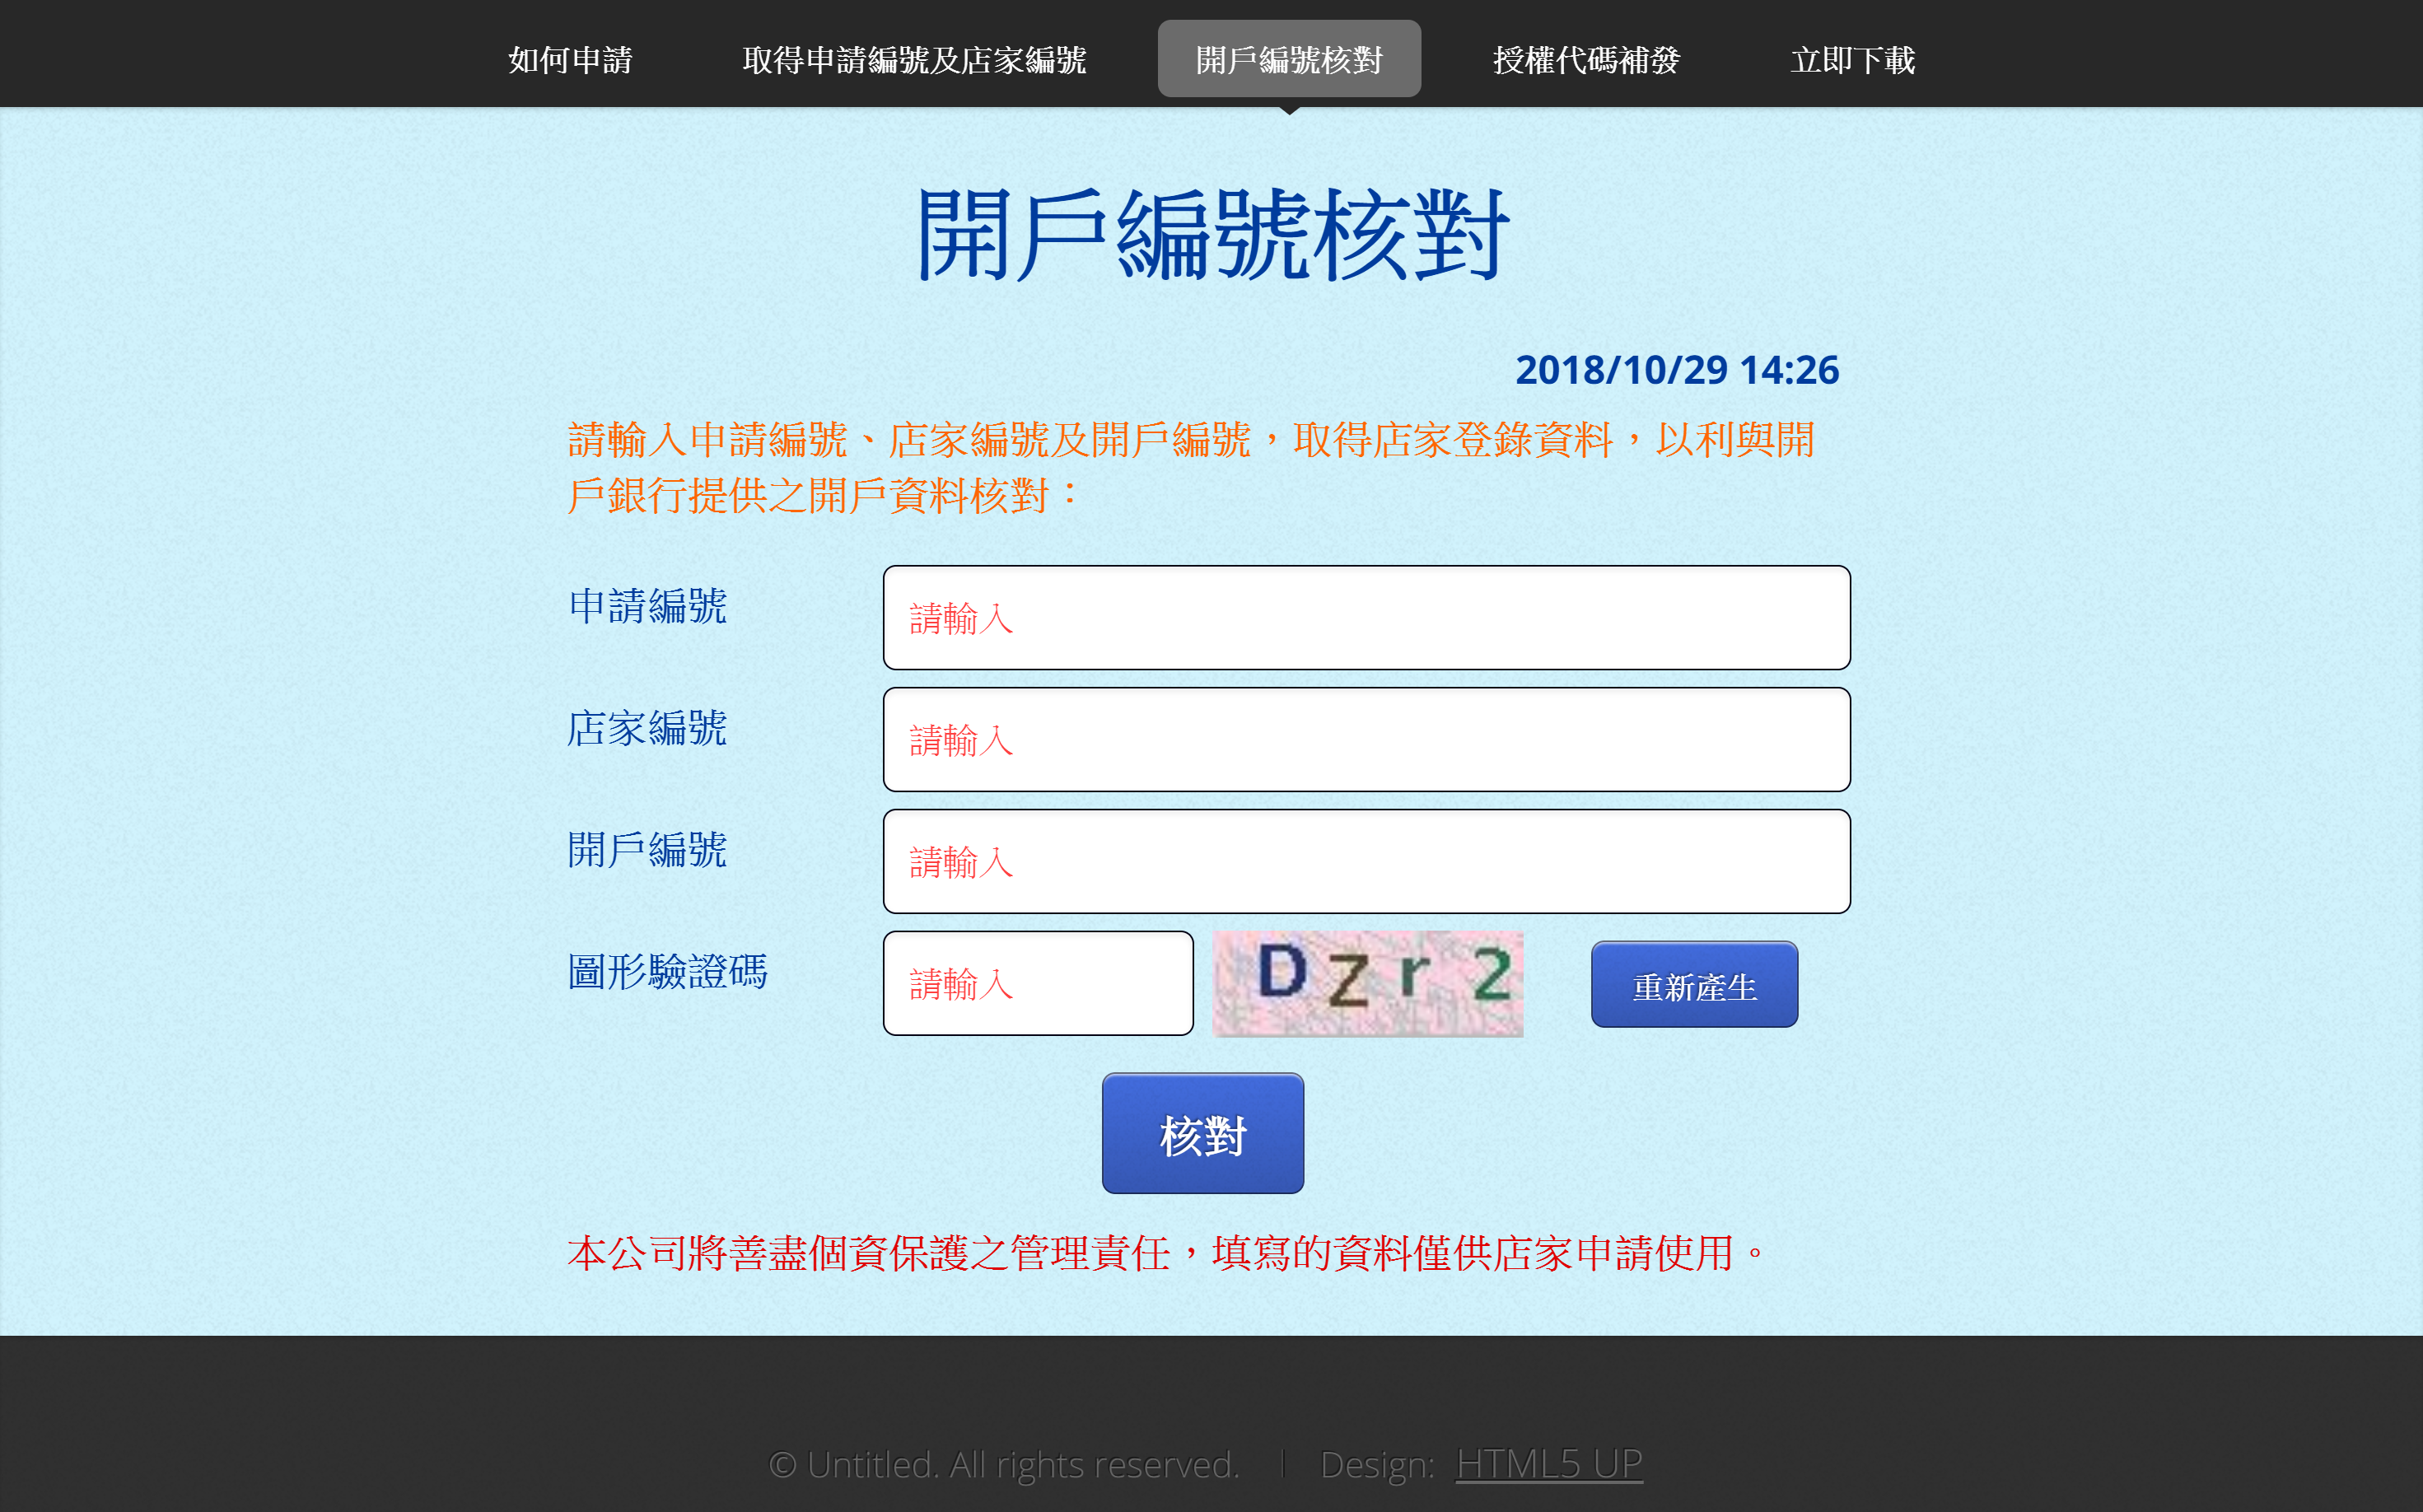 如何申請 取得申請編號及店家編號 開戶編號核對 授權代碼補發 立即下載
開戶編號核對
2018/10/29 14:26
請輸入申請編號、店家編號及開戶編號，取得店家登錄資料，以利與開
戶銀行提供之開戶資料核對：
申請編號 請輸入
店家編號 請輸入
開戶編號 請輸入
圖形驗證碼 請輸入 DZr2 重新產生
核對
本公司將善盡個資保護之管理責任，填寫的資料僅供店家申請使用。
© Untitled. All rights reserved. | Design: HTML5 UP